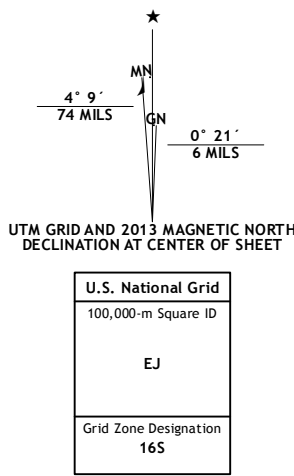 ★
MN
4° 9´
74 MILS
GN
0° 21´
6 MILS
UTM GRID AND 2013 MAGNETIC NORTH
DECLINATION AT CENTER OF SHEET
U.S. National Grid
100,000-m Square ID
EJ
Grid Zone Designation
16S